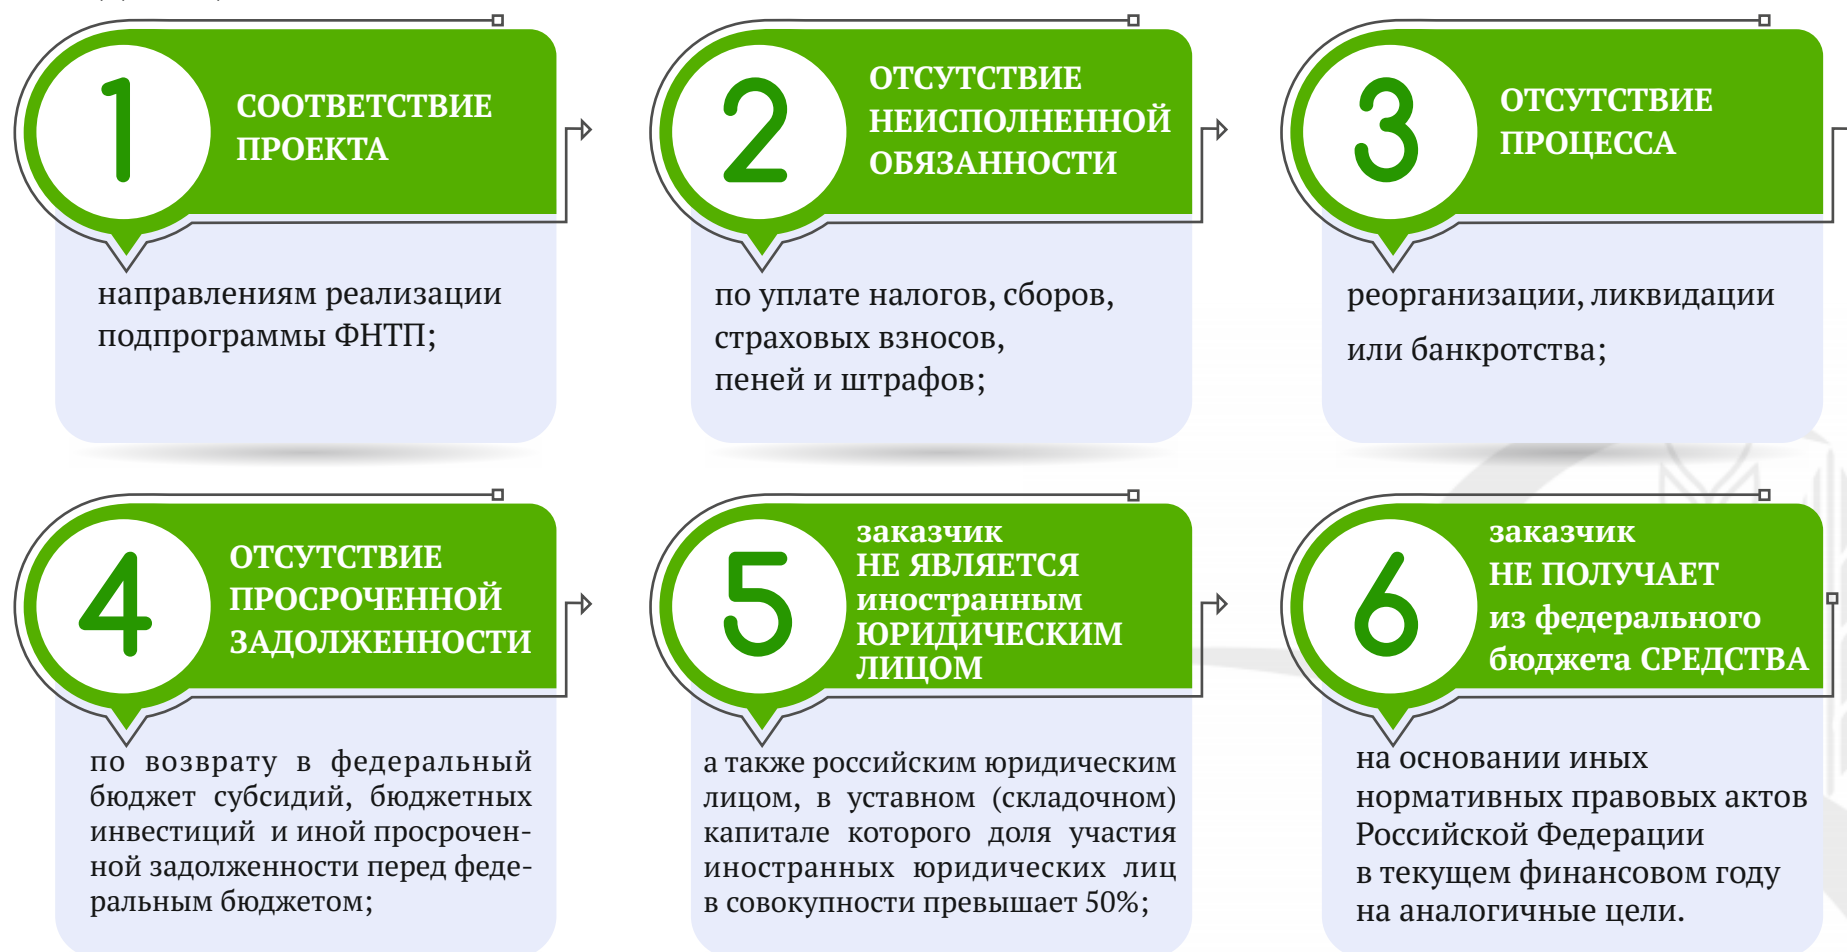 1
СООТВЕТСТВИЕ
ПРОЕКТА
направлениям реализации
подпрограммы ФНТП;
2
ОТСУТСТВИЕ
НЕИСПОЛНЕННОЙ
ОБЯЗАННОСТИ
по уплате налогов, сборов,
страховых взносов,
пеней и штрафов;
3
ОТСУТСТВИЕ
ПРОЦЕССА
реорганизации, ликвидации
или банкротства;
4
ОТСУТСТВИЕ
ПРОСРОЧЕННОЙ
ЗАДОЛЖЕННОСТИ
по возврату в федеральный
бюджет субсидий, бюджетных
инвестиций и иной просрочен-
ной задолженности перед феде-
ральным бюджетом;
5
заказчик
НЕ ЯВЛЯЕТСЯ
иностранным
ЮРИДИЧЕСКИМ
ЛИЦОМ
а также российским юридическим
лицом, в уставном (складочном)
капитале которого доля участия
иностранных юридических лиц
в совокупности превышает 50%;
6
заказчик
НЕ ПОЛУЧАЕТ
из федерального
бюджета СРЕДСТВА
на основании иных
нормативных правовых актов
Российской Федерации
в текущем финансовом году
на аналогичные цели.